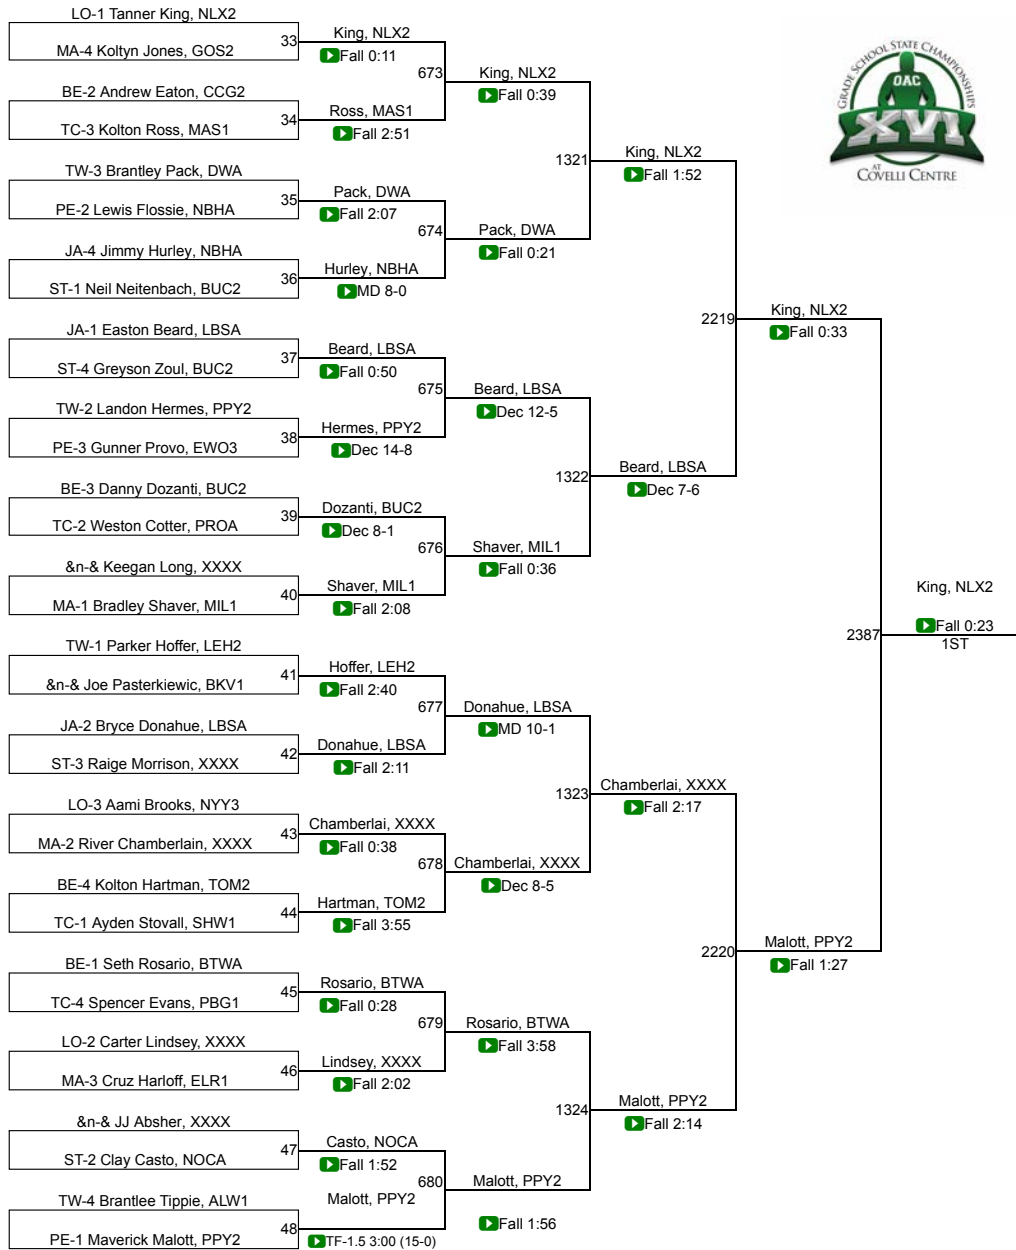 LO-1 Tanner King, NLX2
33
MA-4 Koltyn Jones, GOS2
BE-2 Andrew Eaton, CCG2
34
TC-3 Kolton Ross, MAS1
TW-3 Brantley Pack, DWA
35
PE-2 Lewis Flossie, NBHA
JA-4 Jimmy Hurley, NBHA
36
ST-1 Neil Neitenbach, BUC2
JA-1 Easton Beard, LBSA
37
ST-4 Greyson Zoul, BUC2
TW-2 Landon Hermes, PPY2
38
PE-3 Gunner Provo, EWO3
BE-3 Danny Dozanti, BUC2
39
TC-2 Weston Cotter, PROA
&n-& Keegan Long, XXXX
40
MA-1 Bradley Shaver, MIL1
TW-1 Parker Hoffer, LEH2
41
&n-& Joe Pasterkiewic, BKV1
JA-2 Bryce Donahue, LBSA
42
ST-3 Raige Morrison, XXXX
LO-3 Aami Brooks, NYY3
43
MA-2 River Chamberlain, XXXX
BE-4 Kolton Hartman, TOM2
44
TC-1 Ayden Stovall, SHW1
BE-1 Seth Rosario, BTWA
45
TC-4 Spencer Evans, PBG1
LO-2 Carter Lindsey, XXXX
46
MA-3 Cruz Harloff, ELR1
&n-& JJ Absher, XXXX
47
ST-2 Clay Casto, NOCA
TW-4 Brantlee Tippie, ALW1
48
PE-1 Maverick Malott, PPY2
King, NLX2
Fall 0:11
673
Ross, MAS1
Fall 2:51
Pack, DWA
Fall 2:07
674
Hurley, NBHA
MD 8-0
Beard, LBSA
Fall 0:50
675
Hermes, PPY2
Dec 14-8
Dozanti, BUC2
Dec 8-1
676
Shaver, MIL1
Fall 2:08
Hoffer, LEH2
Fall 2:40
677
Donahue, LBSA
Fall 2:11
Chamberlai, XXXX
Fall 0:38
678
Hartman, TOM2
Fall 3:55
Rosario, BTWA
Fall 0:28
679
Lindsey, XXXX
Fall 2:02
Casto, NOCA
Fall 1:52
680
Malott, PPY2
TF-1.5 3:00 (15-0)
King, NLX2
Fall 0:39
1321
Pack, DWA
Fall 0:21
Beard, LBSA
Dec 12-5
1322
Shaver, MIL1
Fall 0:36
Donahue, LBSA
MD 10-1
1323
Chamberlai, XXXX
Dec 8-5
Rosario, BTWA
Fall 3:58
1324
Malott, PPY2
Fall 1:56
King, NLX2
Fall 1:52
2219
Beard, LBSA
Dec 7-6
Chamberlai, XXXX
Fall 2:17
2220
Malott, PPY2
Fall 2:14
King, NLX2
Fall 0:33
2387
Malott, PPY2
Fall 1:27
King, NLX2
Fall 0:23
1ST
GRADE SCHOOL STATE CHAMPIONSHIPS
OAC
XVI
AT
COVELLI CENTRE